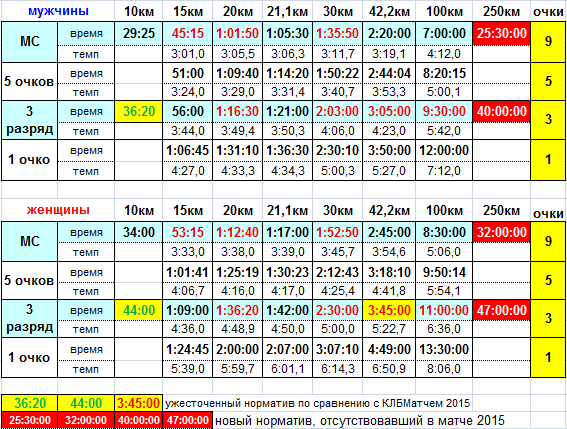 мужчины 10км 15км 20км 21,1км 30км 42,2км 100км 250км очки
МС время 29:25 45:15 1:01:50 1:05:30 1:35:50 2:20:00 7:00:00 25:30:00 9
темп 3:01,0 3:05,5 3:06,3 3:11,7 3:19,1 4:12,0
5 очков 51:00 1:09:40 1:14:20 1:50:22 2:44:04 8:20:15 5
3:24,0 3:29,0 3:31,4 3:40,7 3:53,3 5:00,1
3 разряд время 36:20 56:00 1:16:30 1:21:00 2:03:00 3:05:00 9:30:00 40:00:00 3
темп 3:44,0 3:49,4 3:50,3 4:06,0 4:23,0 5:42,0
1 очко 1:06:45 1:31:10 1:36:30 2:30:10 3:50:00 12:00:00 1
4:27,0 4:33,3 4:34,3 5:00,3 5:27,0 7:12,0
женщины 10км 15км 20км 21,1км 30км 42,2км 100км 250км очки
МС время 34:00 53:15 1:12:40 1:17:00 1:52:50 2:45:00 8:30:00 32:00:00 9
темп 3:33,0 3:38,0 3:39,0 3:45,7 3:54,6 5:06,0
5 очков время 1:01:41 1:25:19 1:30:23 2:12:43 3:18:10 9:50:14 5
темп 4:06,7 4:16,0 4:17,0 4:25,4 4:41,8 5:54,1
3 разряд время 44:00 1:09:00 1:36:20 1:42:00 2:30:00 3:45:00 11:00:00 47:00:00 3
темп 4:36,0 4:48,9 4:50,0 5:00,0 5:22,7 6:36,0
1 очко время 1:24:45 2:00:00 2:07:00 3:07:10 4:49:00 13:30:00 1
темп 5:39,0 5:59,7 6:01,1 6:14,3 6:50,9 8:06,0
36:20 44:00 3:45:00 ужесточенный норматив по сравнению с КЛБМатчем 2015
25:30:00 32:00:00 40:00:00 47:00:00 новый норматив, отсутствовавший в матче 2015